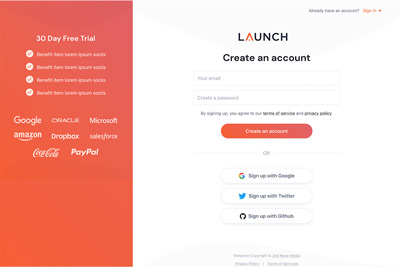 Already have an account? Sign in
30 Day Free Trial
Benefit item lorem ipsum sociis
Benefit item lorem ipsum sociis
Benefit item lorem ipsum sociis
Benefit item lorem ipsum sociis
Google ORACLE Microsoft
amazon Dropbox salesforce
Coca-Cola PayPal
LAUNCH
Create an account
Your email
Create a password
By signing up, you agree to our terms of service and privacy policy.
Create an account
OR
Sign up with Google
Sign up with Twitter
Sign up with Github
Template Copyright @ 3rd Wave Media
Privacy Policy | Terms of Services